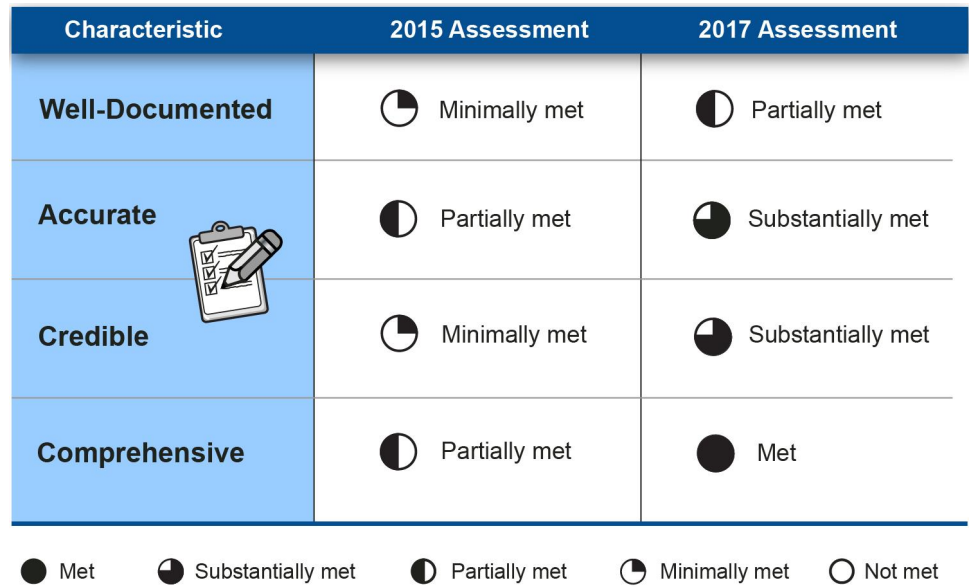 Characteristic 2015 Assessment 2017 Assessment
Well-Documented Minimally met Partially met
Accurate Partially met Substantially met
Credible Minimally met Substantially met
Comprehensive Partially met Met
Met Substantially met Partially met Minimally met Not met